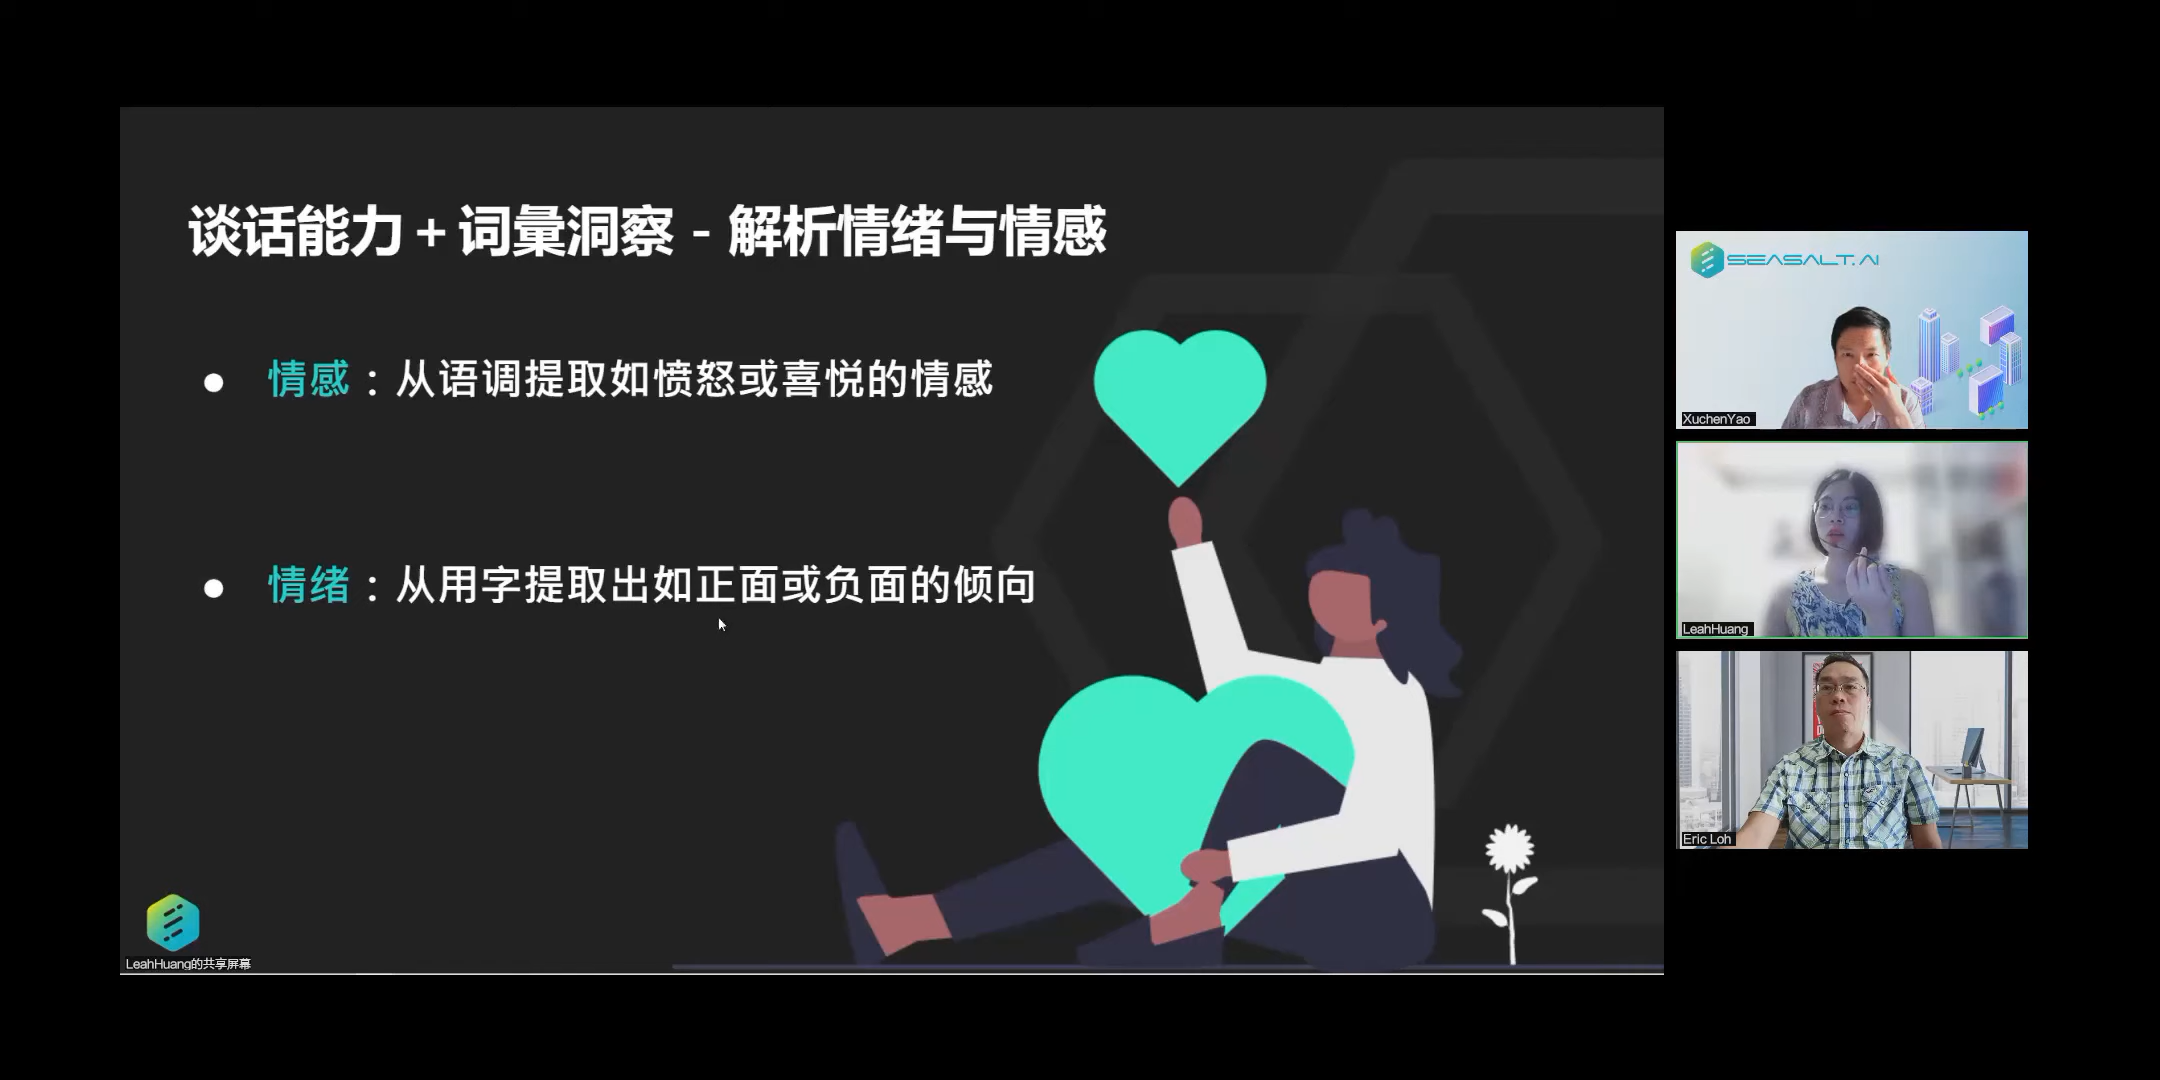 谈话能力＋词彙洞察 - 解析情绪与情感
● 情感：从语调提取如愤怒或喜悦的情感
● 情绪：从用字提取出如正面或负面的倾向
LeahHuang的共享屏幕
SEASALT.AI
XuchenYao
LeahHuang
Eric Loh